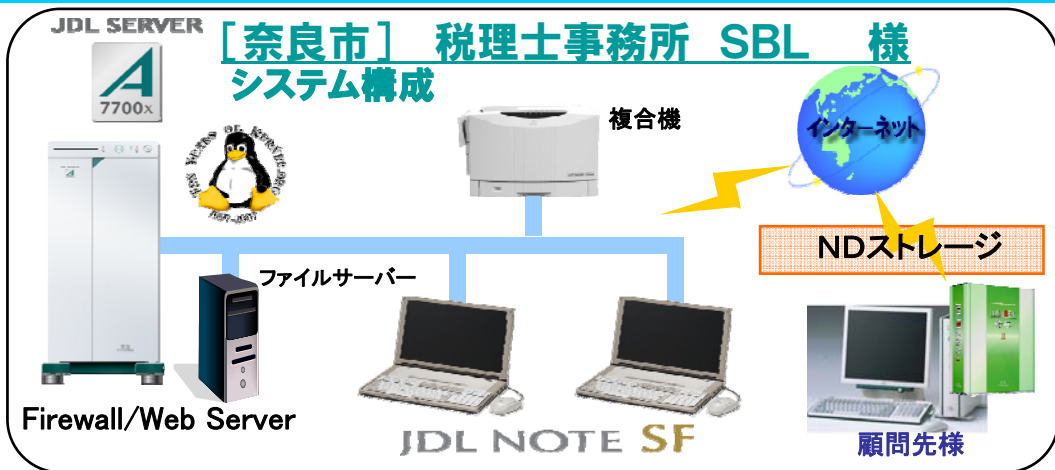 JDL SERVER
[奈良市] 税理士事務所 SBL 様
システム構成
A
7700x
複合機
インターネット
NDストレージ
ファイルサーバー
Firewall/Web Server
JDL NOTE SF
顧問先様